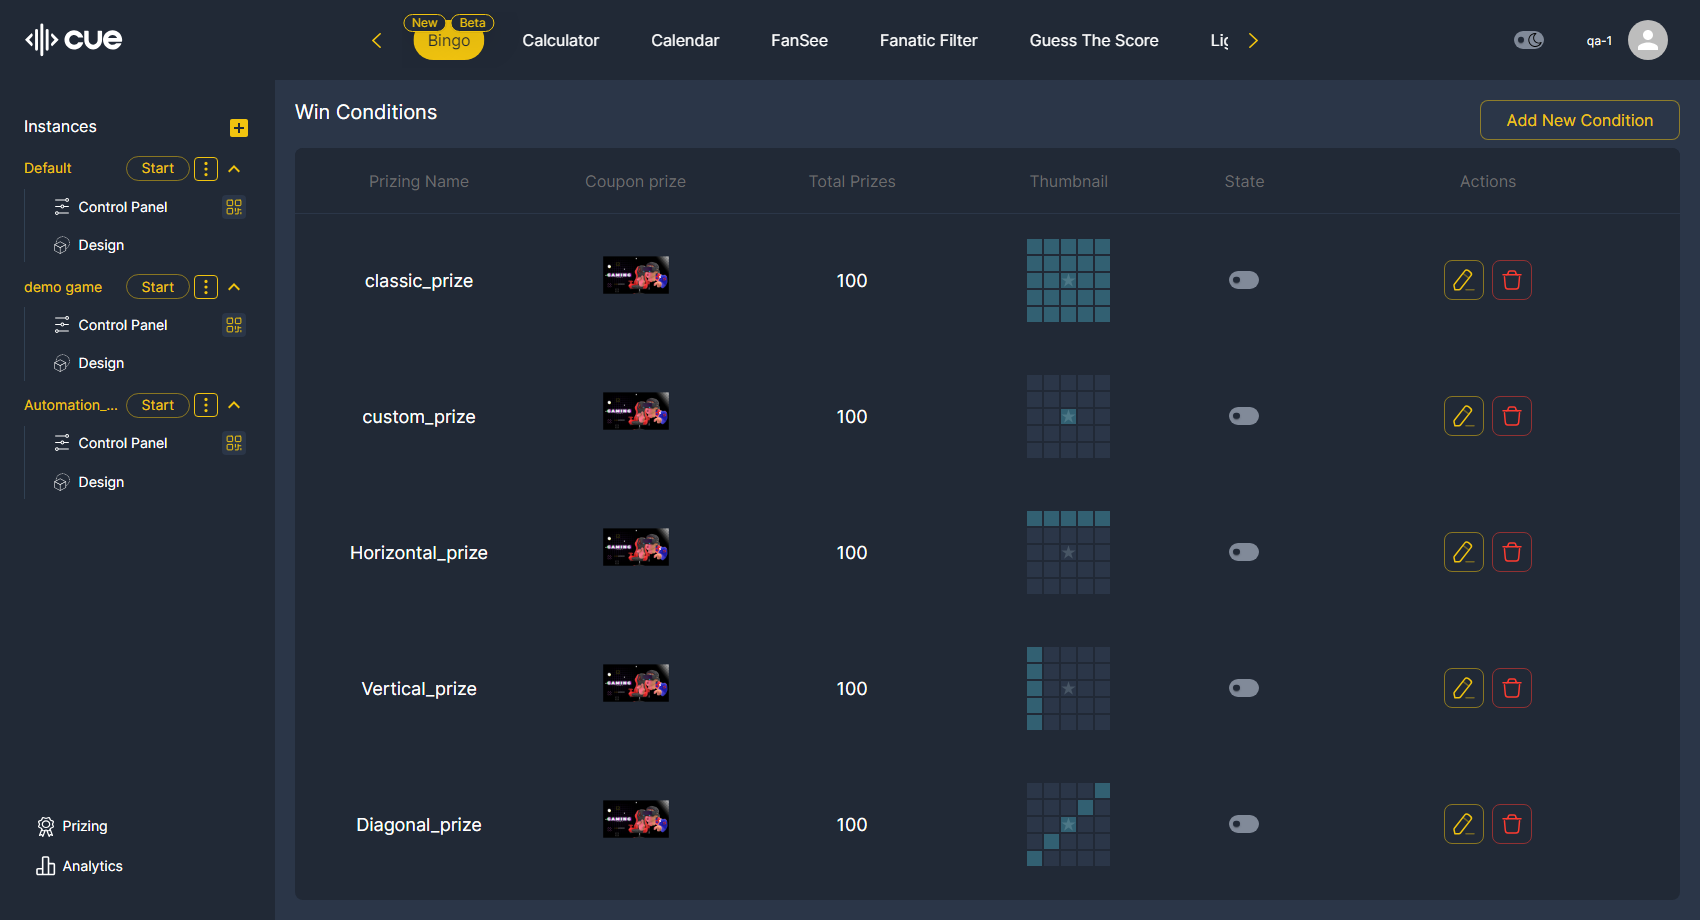 cue
New Beta
Bingo
Calculator
Calendar
FanSee
Fanatic Filter
Guess The Score
qa-1
Instances
Default Start
Control Panel
Design
demo game Start
Control Panel
Design
Automation_... Start
Control Panel
Design
Prizing
Analytics
Win Conditions
Add New Condition
Prizing Name Coupon prize Total Prizes Thumbnail State Actions
classic_prize GAMING 100
custom_prize GAMING 100
Horizontal_prize GAMING 100
Vertical_prize GAMING 100
Diagonal_prize GAMING 100